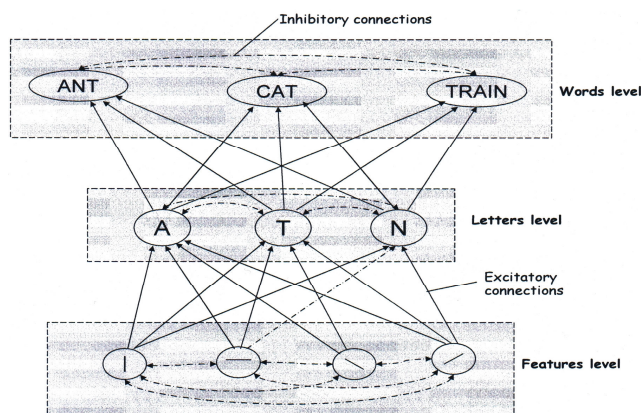 Inhibitory connections
ANT
CAT
TRAIN
Words level
A
T
N
Letters level
Excitatory
connections
Features level